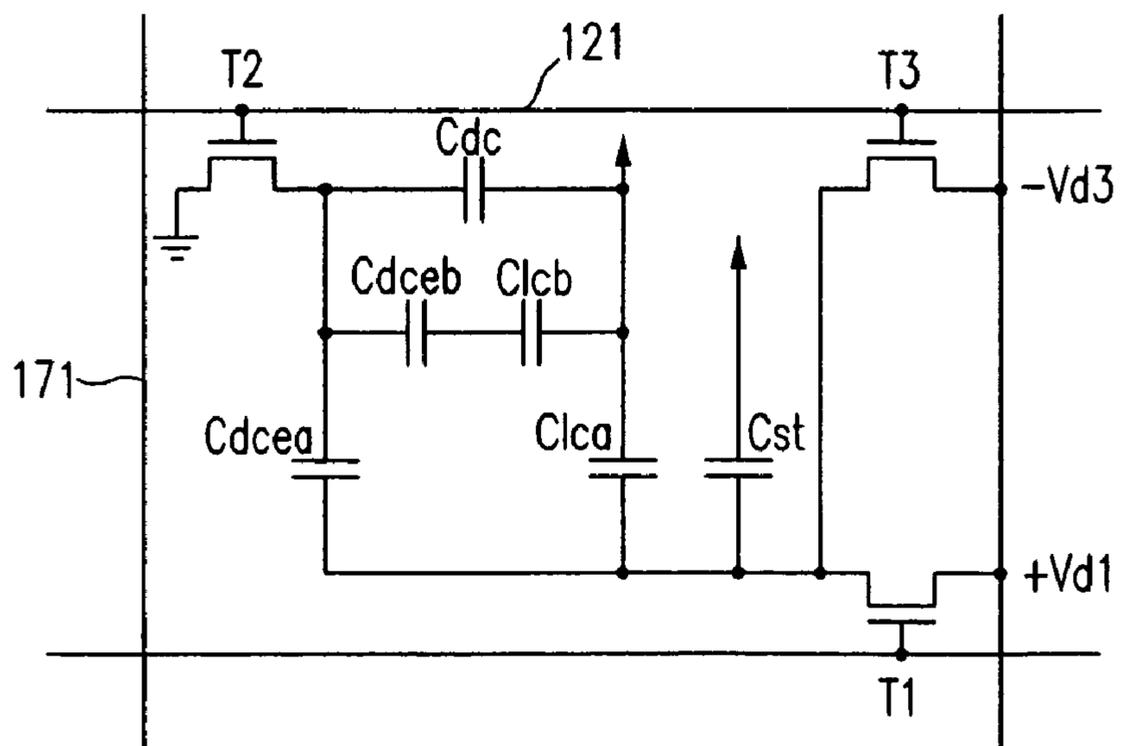 121
T2
T3
Cdc
-Vd3
Cdceb
Clcb
171
Cdcea
Clca
Cst
+Vd1
T1